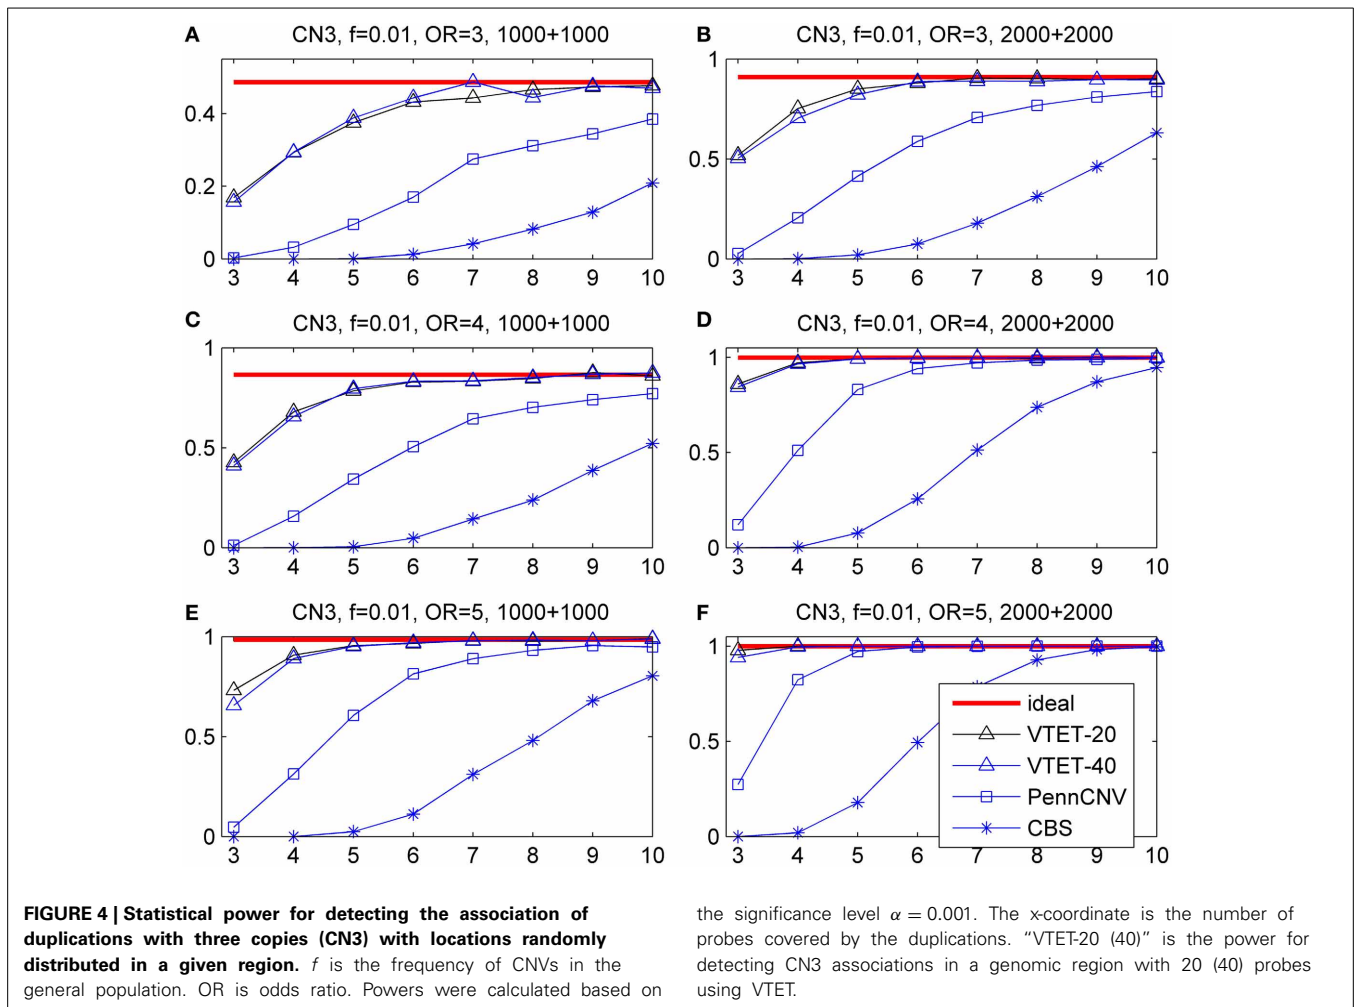 A CN3, f=0.01, OR=3, 1000+1000
0.4
0.2
0
3 4 5 6 7 8 9 10
B CN3, f=0.01, OR=3, 2000+2000
1
0.5
0
3 4 5 6 7 8 9 10
C CN3, f=0.01, OR=4, 1000+1000
1
0.5
0
3 4 5 6 7 8 9 10
D CN3, f=0.01, OR=4, 2000+2000
1
0.5
0
3 4 5 6 7 8 9 10
E CN3, f=0.01, OR=5, 1000+1000
1
0.5
0
3 4 5 6 7 8 9 10
F CN3, f=0.01, OR=5, 2000+2000
1
0.5
0
3 4 5 6 7 8 9 10
ideal
VTET-20
VTET-40
PennCNV
CBS
FIGURE 4 | Statistical power for detecting the association of
duplications with three copies (CN3) with locations randomly
distributed in a given region. f is the frequency of CNVs in the
general population. OR is odds ratio. Powers were calculated based on
the significance level α = 0.001. The x-coordinate is the number of
probes covered by the duplications. “VTET-20 (40)” is the power for
detecting CN3 associations in a genomic region with 20 (40) probes
using VTET.